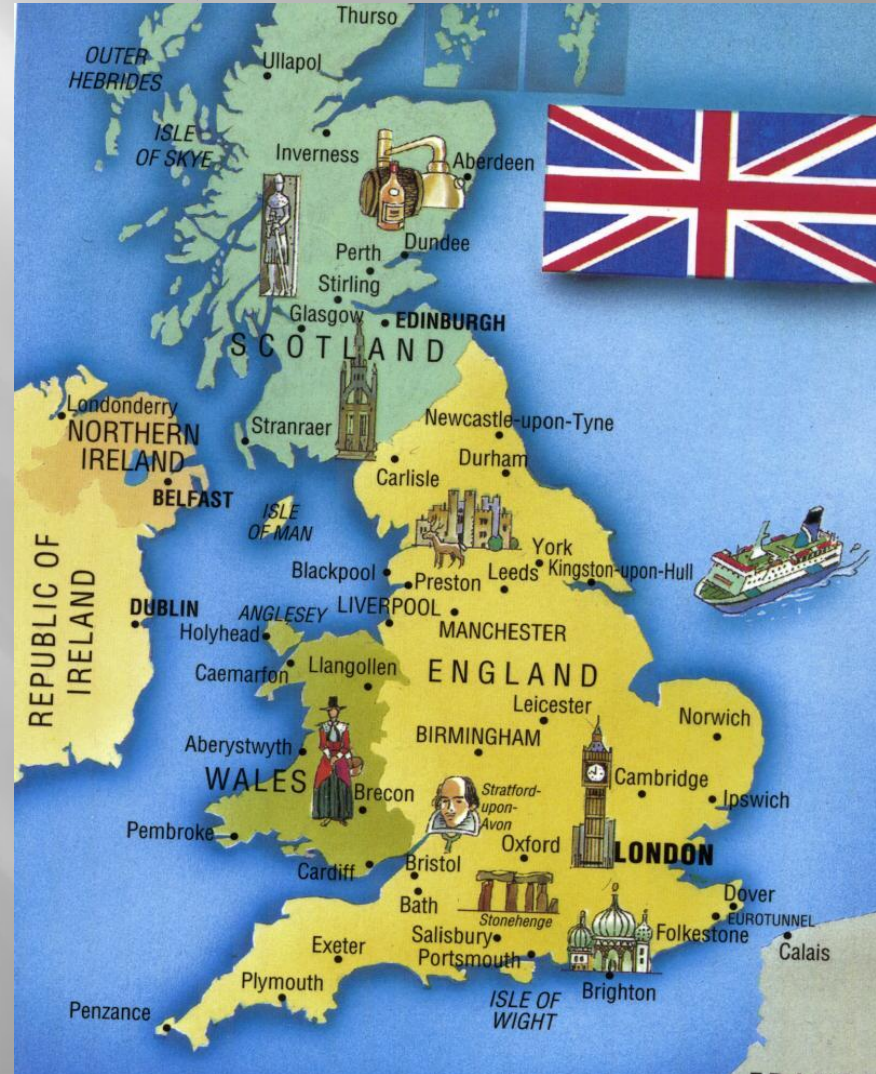 Thurso
OUTER
HEBRIDES
Ullapol
ISLE
OF SKYE
Inverness
Aberdeen
Perth
Dundee
Stirling
Glasgow
EDINBURGH
SCOTLAND
Londonderry
NORTHERN
IRELAND
BELFAST
Stranraer
Newcastle-upon-Tyne
Carlisle
Durham
ISLE
OF MAN
REPUBLIC OF
IRELAND
DUBLIN
Blackpool
Preston
Leeds
York
Kingston-upon-Hull
ANGLESEY
LIVERPOOL
MANCHESTER
Holyhead
Caemarfon
Llangollen
ENGLAND
Leicester
Norwich
Aberystwyth
BIRMINGHAM
WALES
Brecon
Stratford-
upon-
Avon
Cambridge
Ipswich
Pembroke
Cardiff
Bristol
Oxford
LONDON
Bath
Stonehenge
Dover
EUROTUNNEL
Folkestone
Calais
Exeter
Salisbury
Portsmouth
Plymouth
ISLE OF
WIGHT
Brighton
Penzance